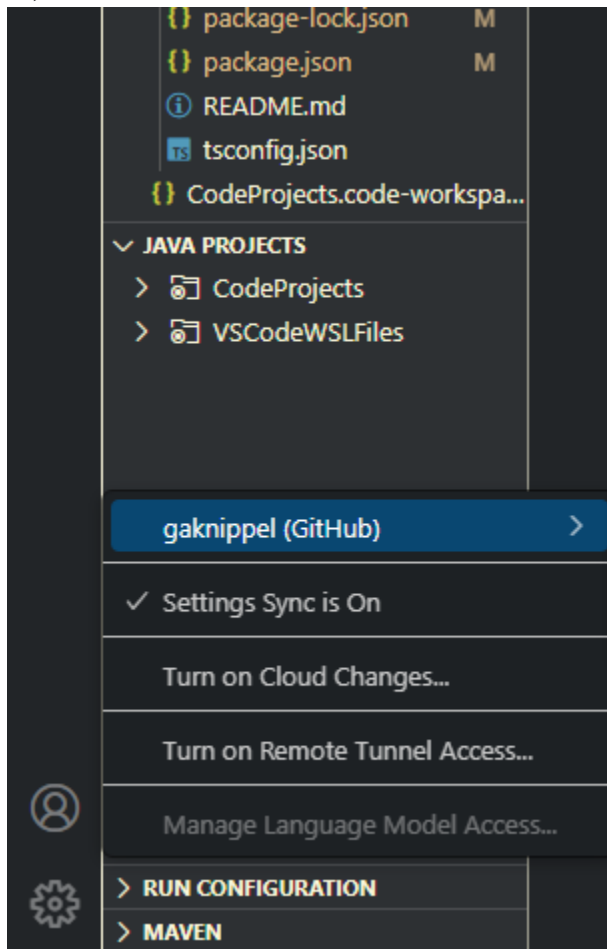 {} package-lock.json M
{} package.json M
README.md
TS tsconfig.json
{} CodeProjects.code-workspa...
JAVA PROJECTS
CodeProjects
VSCodeWSLFiles
gaknippel (GitHub)
Settings Sync is On
Turn on Cloud Changes...
Turn on Remote Tunnel Access...
Manage Language Model Access...
RUN CONFIGURATION
MAVEN